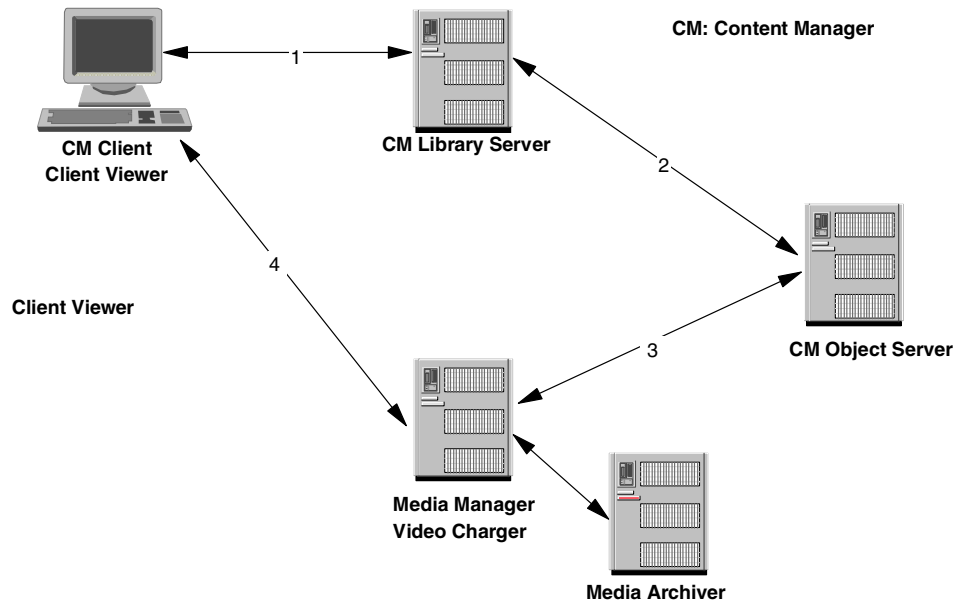 CM: Content Manager
1
CM Library Server
CM Client
Client Viewer
2
4
Client Viewer
3
CM Object Server
Media Manager
Video Charger
Media Archiver